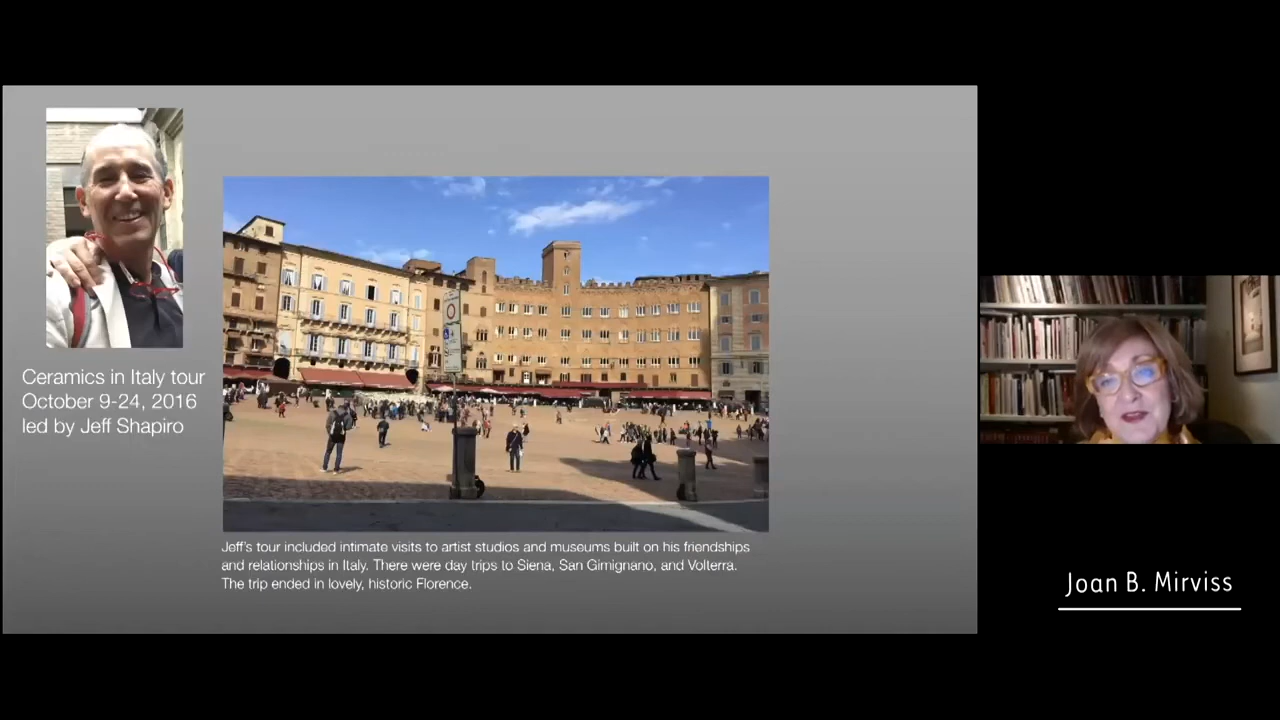 Ceramics in Italy tour
October 9-24, 2016
led by Jeff Shapiro
Jeff's tour included intimate visits to artist studios and museums built on his friendships
and relationships in Italy. There were day trips to Siena, San Gimignano, and Volterra.
The trip ended in lovely, historic Florence.
Joan B. Mirviss